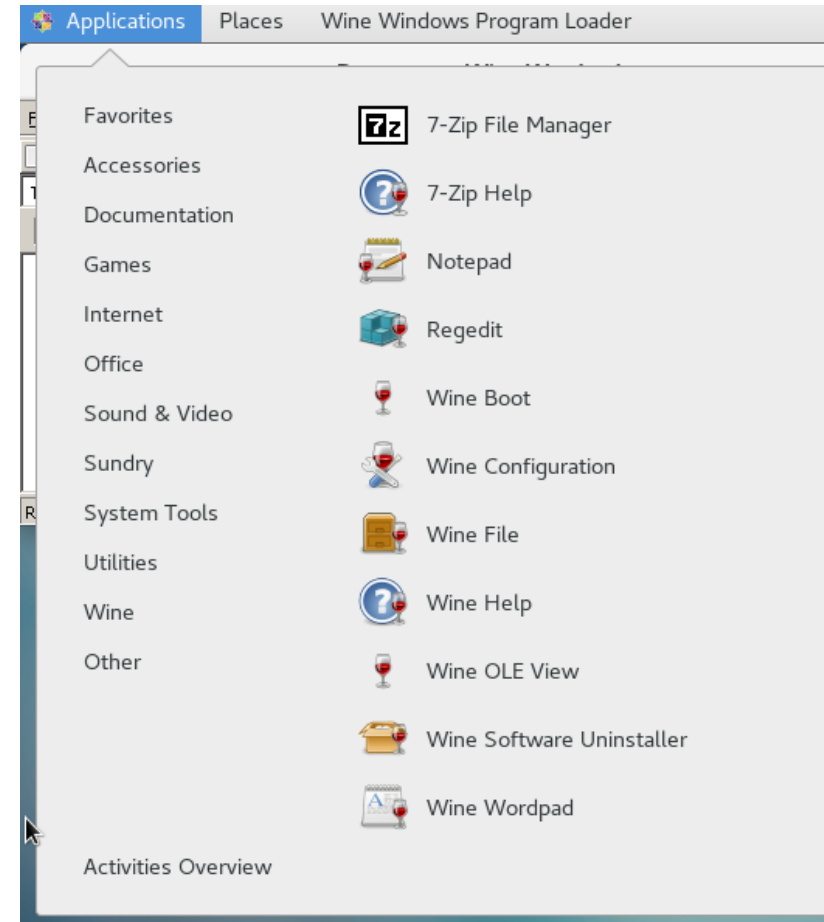 Applications Places Wine Windows Program Loader
Favorites
Accessories
Documentation
Games
Internet
Office
Sound & Video
Sundry
System Tools
Utilities
Wine
Other
Activities Overview
7-Zip File Manager
7-Zip Help
Notepad
Regedit
Wine Boot
Wine Configuration
Wine File
Wine Help
Wine OLE View
Wine Software Uninstaller
Wine Wordpad